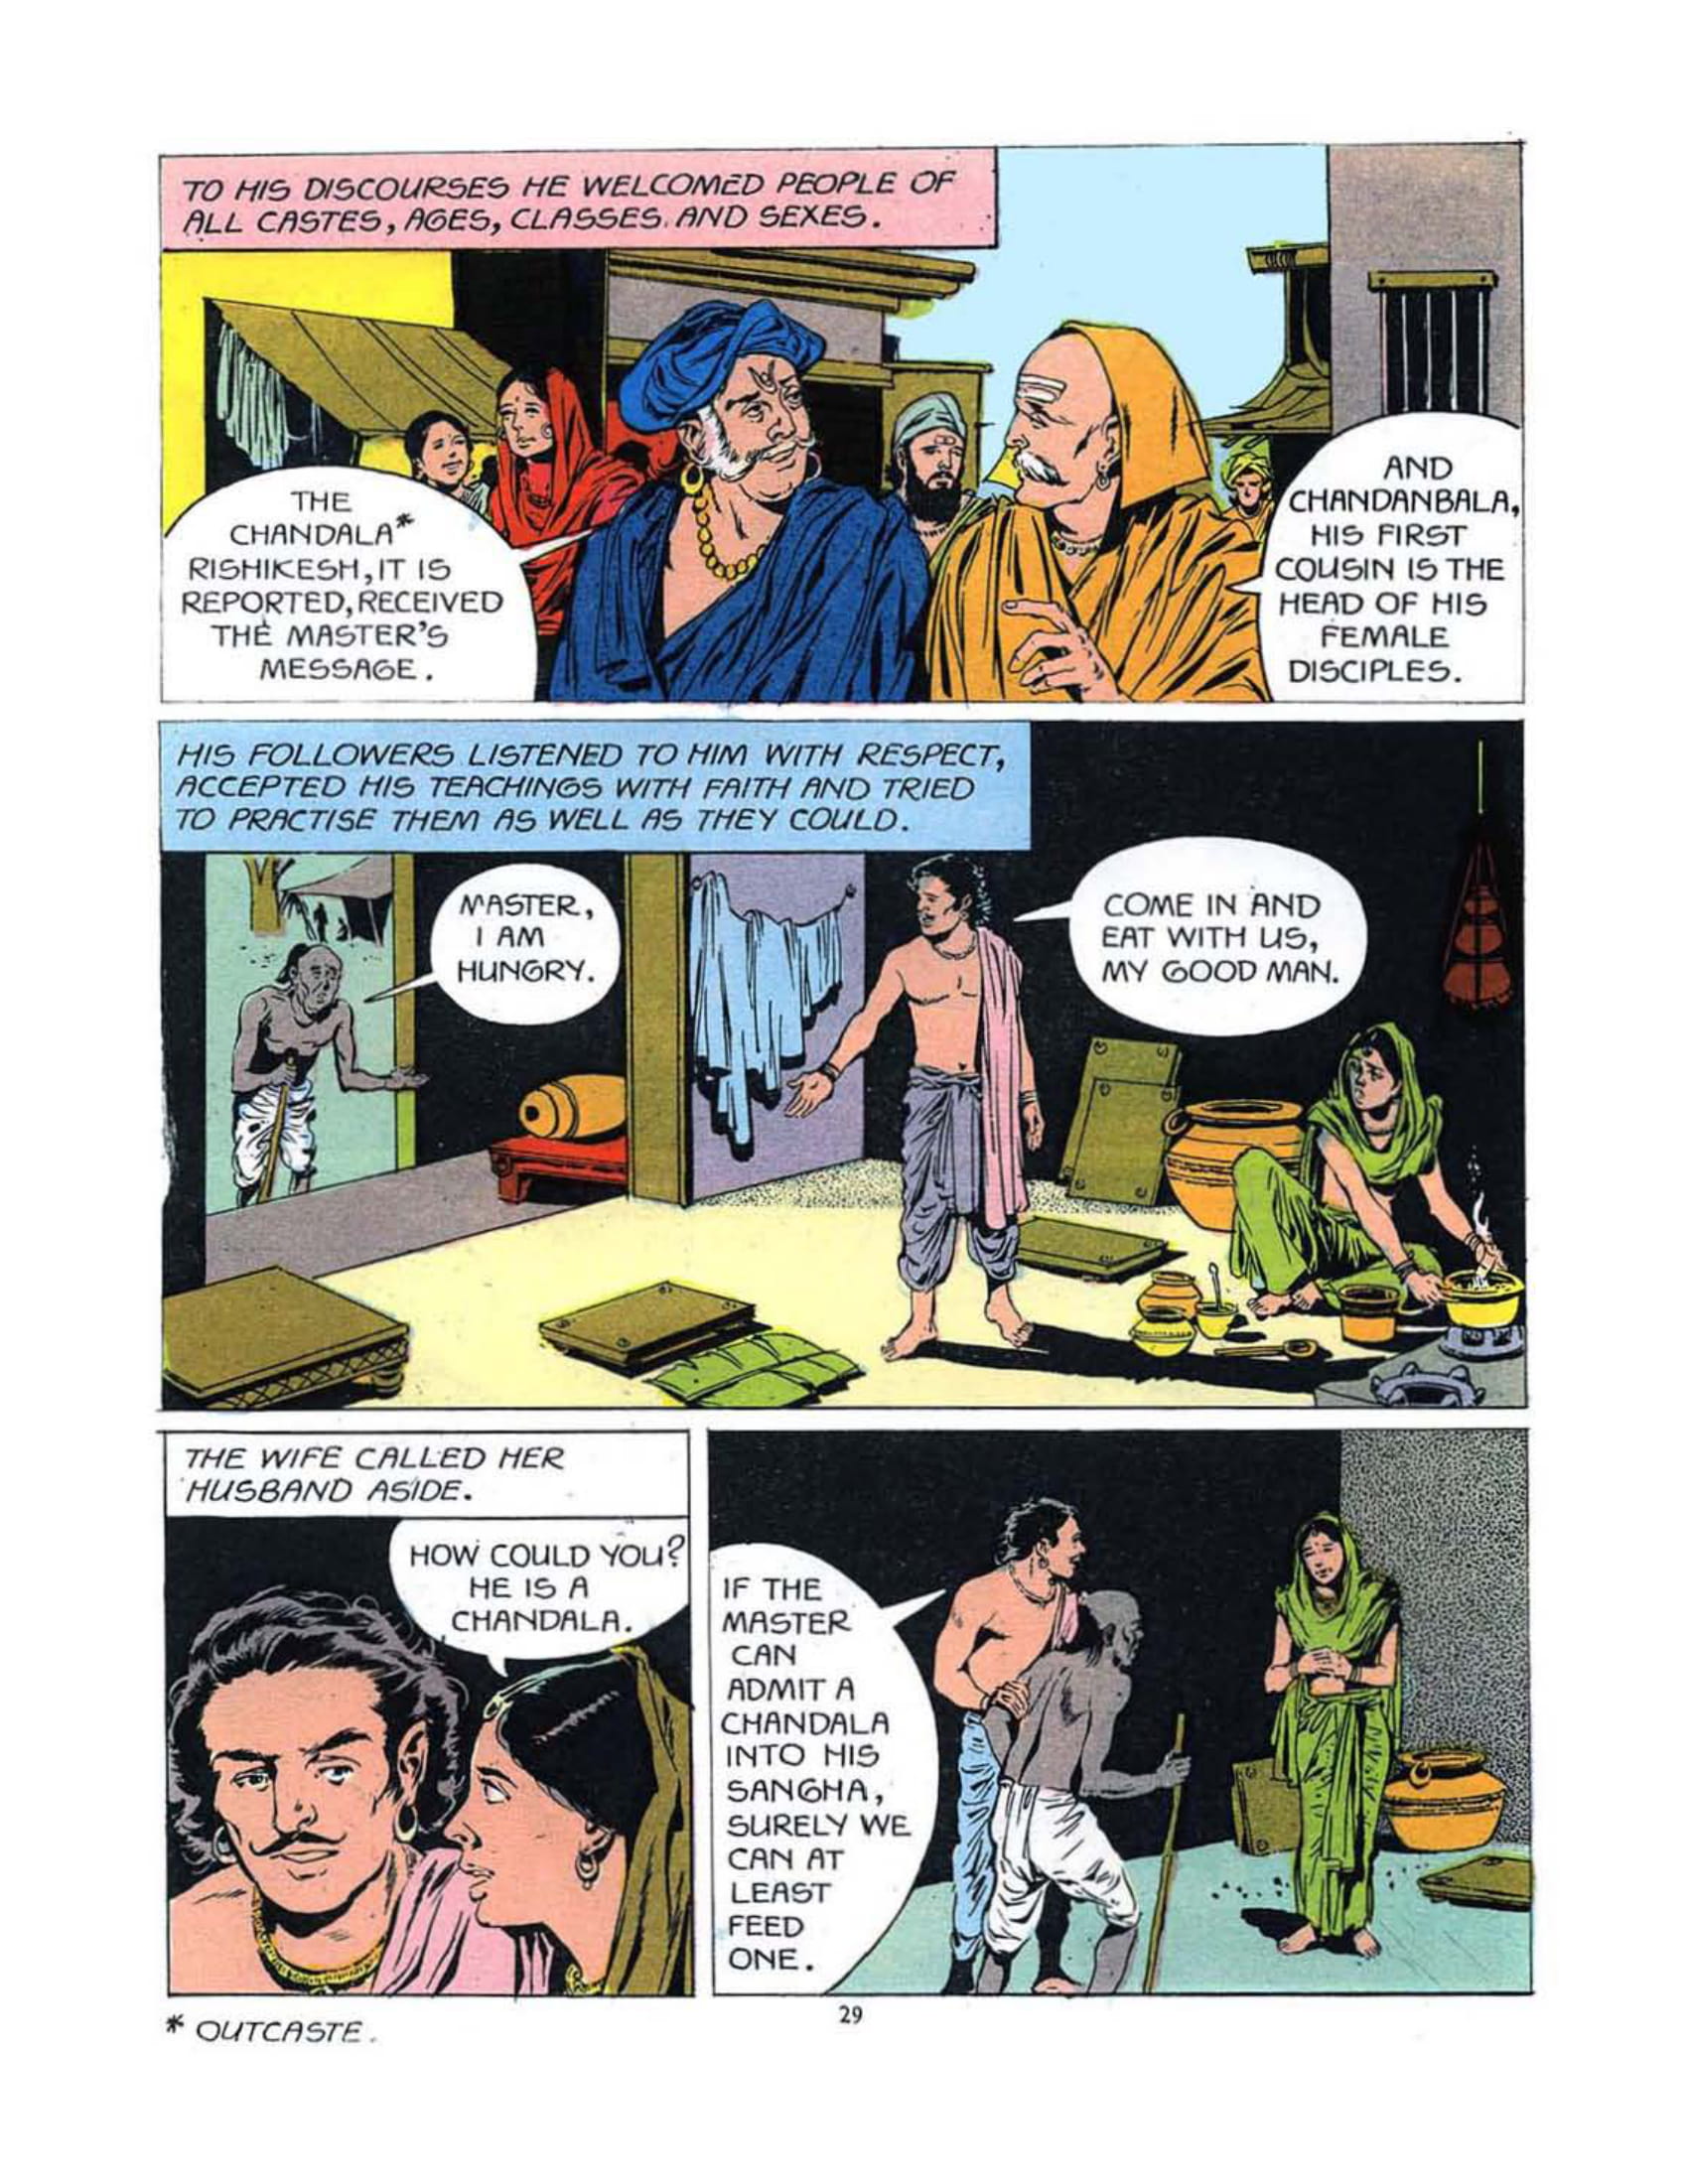 TO HIS DISCOURSES HE WELCOMED PEOPLE OF
ALL CASTES, AGES, CLASSES. AND SEXES.
THE
CHANDALA*
RISHIKESH, IT IS
REPORTED, RECEIVED
THE MASTER'S
MESSAGE.
AND
CHANDANBALA,
HIS FIRST
COUSIN IS THE
HEAD OF HIS
FEMALE
DISCIPLES.
HIS FOLLOWERS LISTENED TO HIM WITH RESPECT,
ACCEPTED HIS TEACHINGS WITH FAITH AND TRIED
TO PRACTISE THEM AS WELL AS THEY COULD.
MASTER,
I AM
HUNGRY.
COME IN AND
EAT WITH US,
MY GOOD MAN.
THE WIFE CALLED HER
HUSBAND ASIDE.
HOW COULD YOU?
HE IS A
CHANDALA.
IF THE
MASTER
CAN
ADMIT A
CHANDALA
INTO HIS
SANGHA,
SURELY WE
CAN AT
LEAST
FEED
ONE.
* OUTCASTE.
29